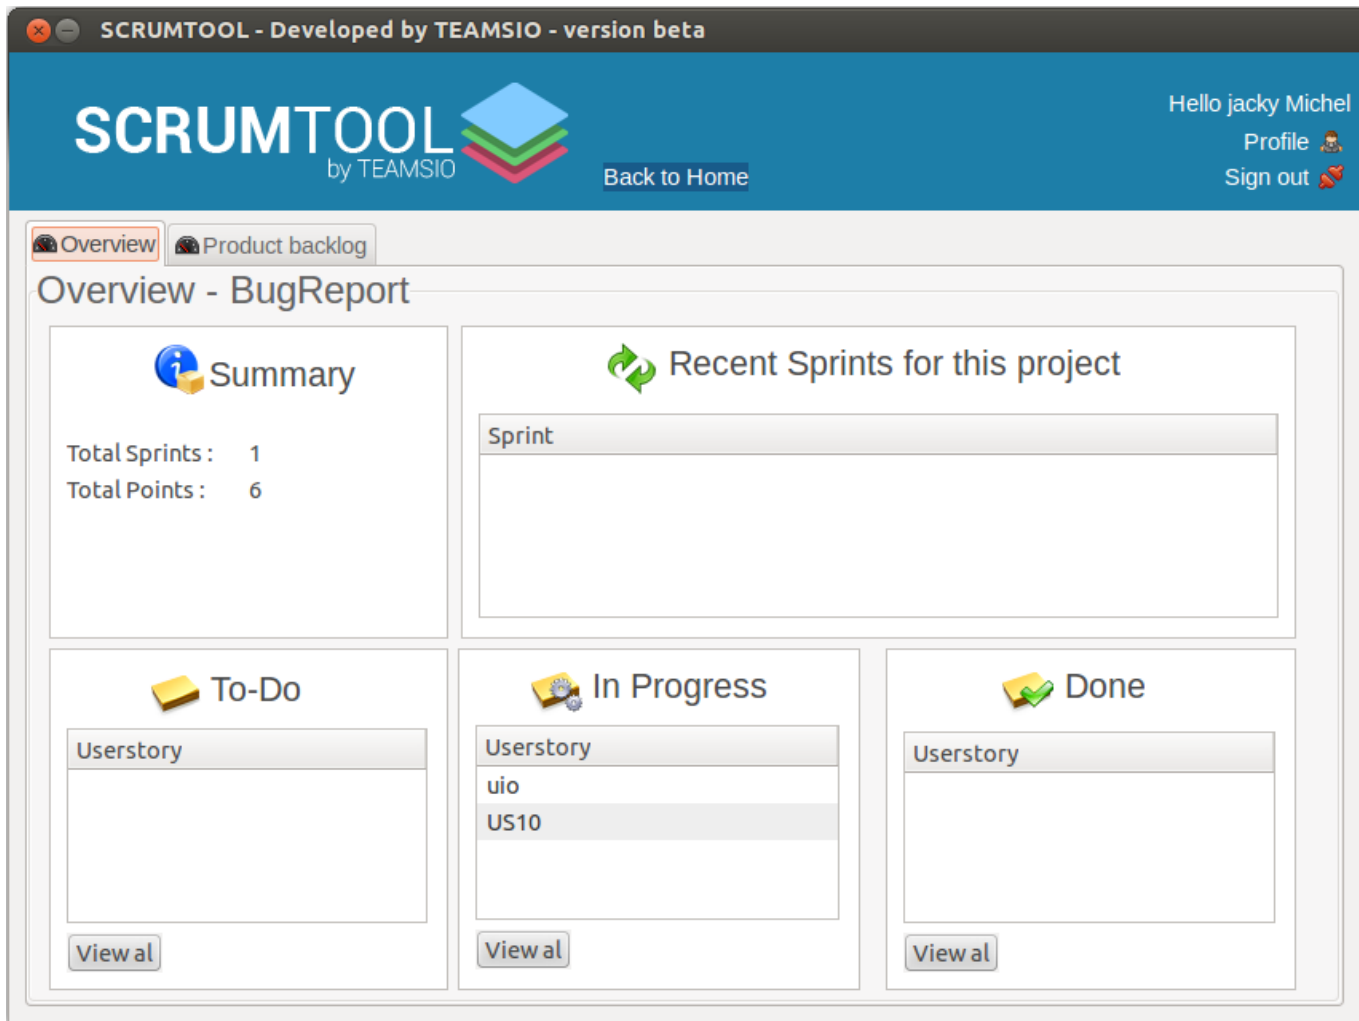 SCRUMTOOL - Developed by TEAMSIO - version beta
SCRUMTOOL
by TEAMSIO
Back to Home
Hello jacky Michel
Profile
Sign out
Overview
Product backlog
Overview - BugReport
Summary
Total Sprints : 1
Total Points : 6
Recent Sprints for this project
Sprint
To-Do
Userstory
View al
In Progress
Userstory
uio
US10
View al
Done
Userstory
View al